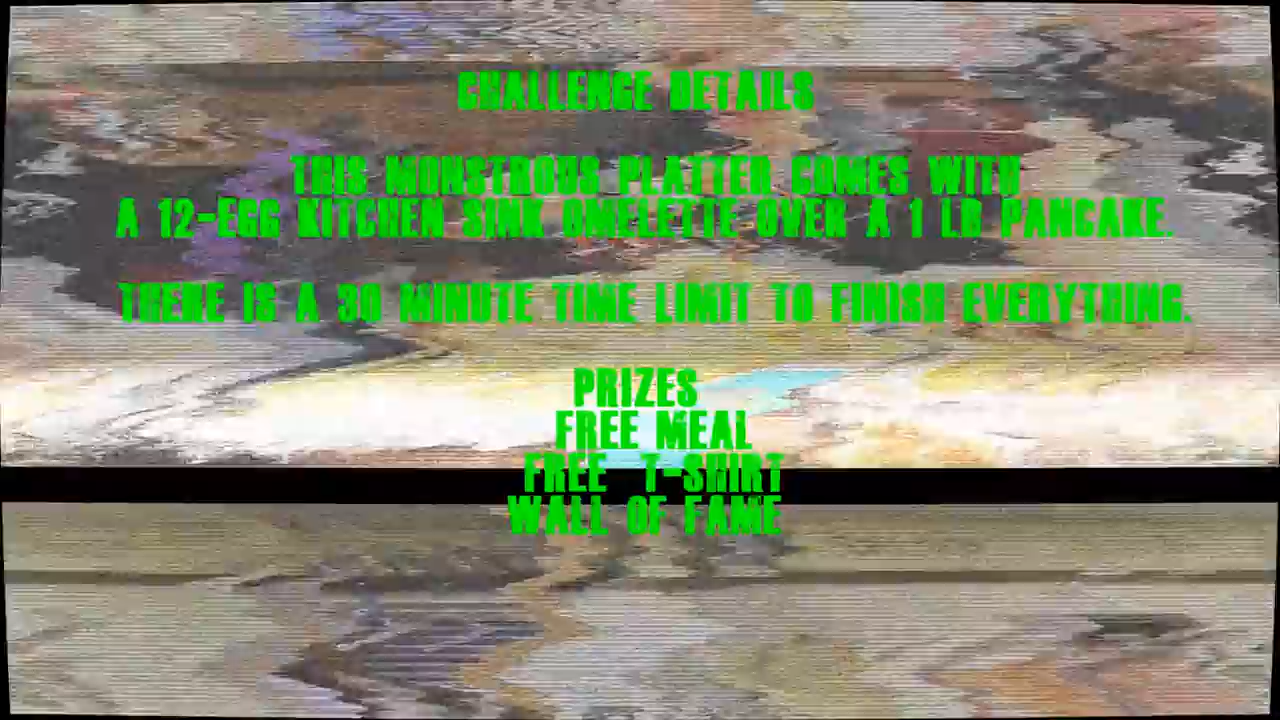 CHALLENGE DETAILS
THIS MONSTROUS PLATTER COMES WITH
A 12-EGG KITCHEN SINK OMELETTE OVER A 1 LB PANCAKE.
THERE IS A 30 MINUTE TIME LIMIT TO FINISH EVERYTHING.
PRIZES
FREE MEAL
FREE T-SHIRT
WALL OF FAME